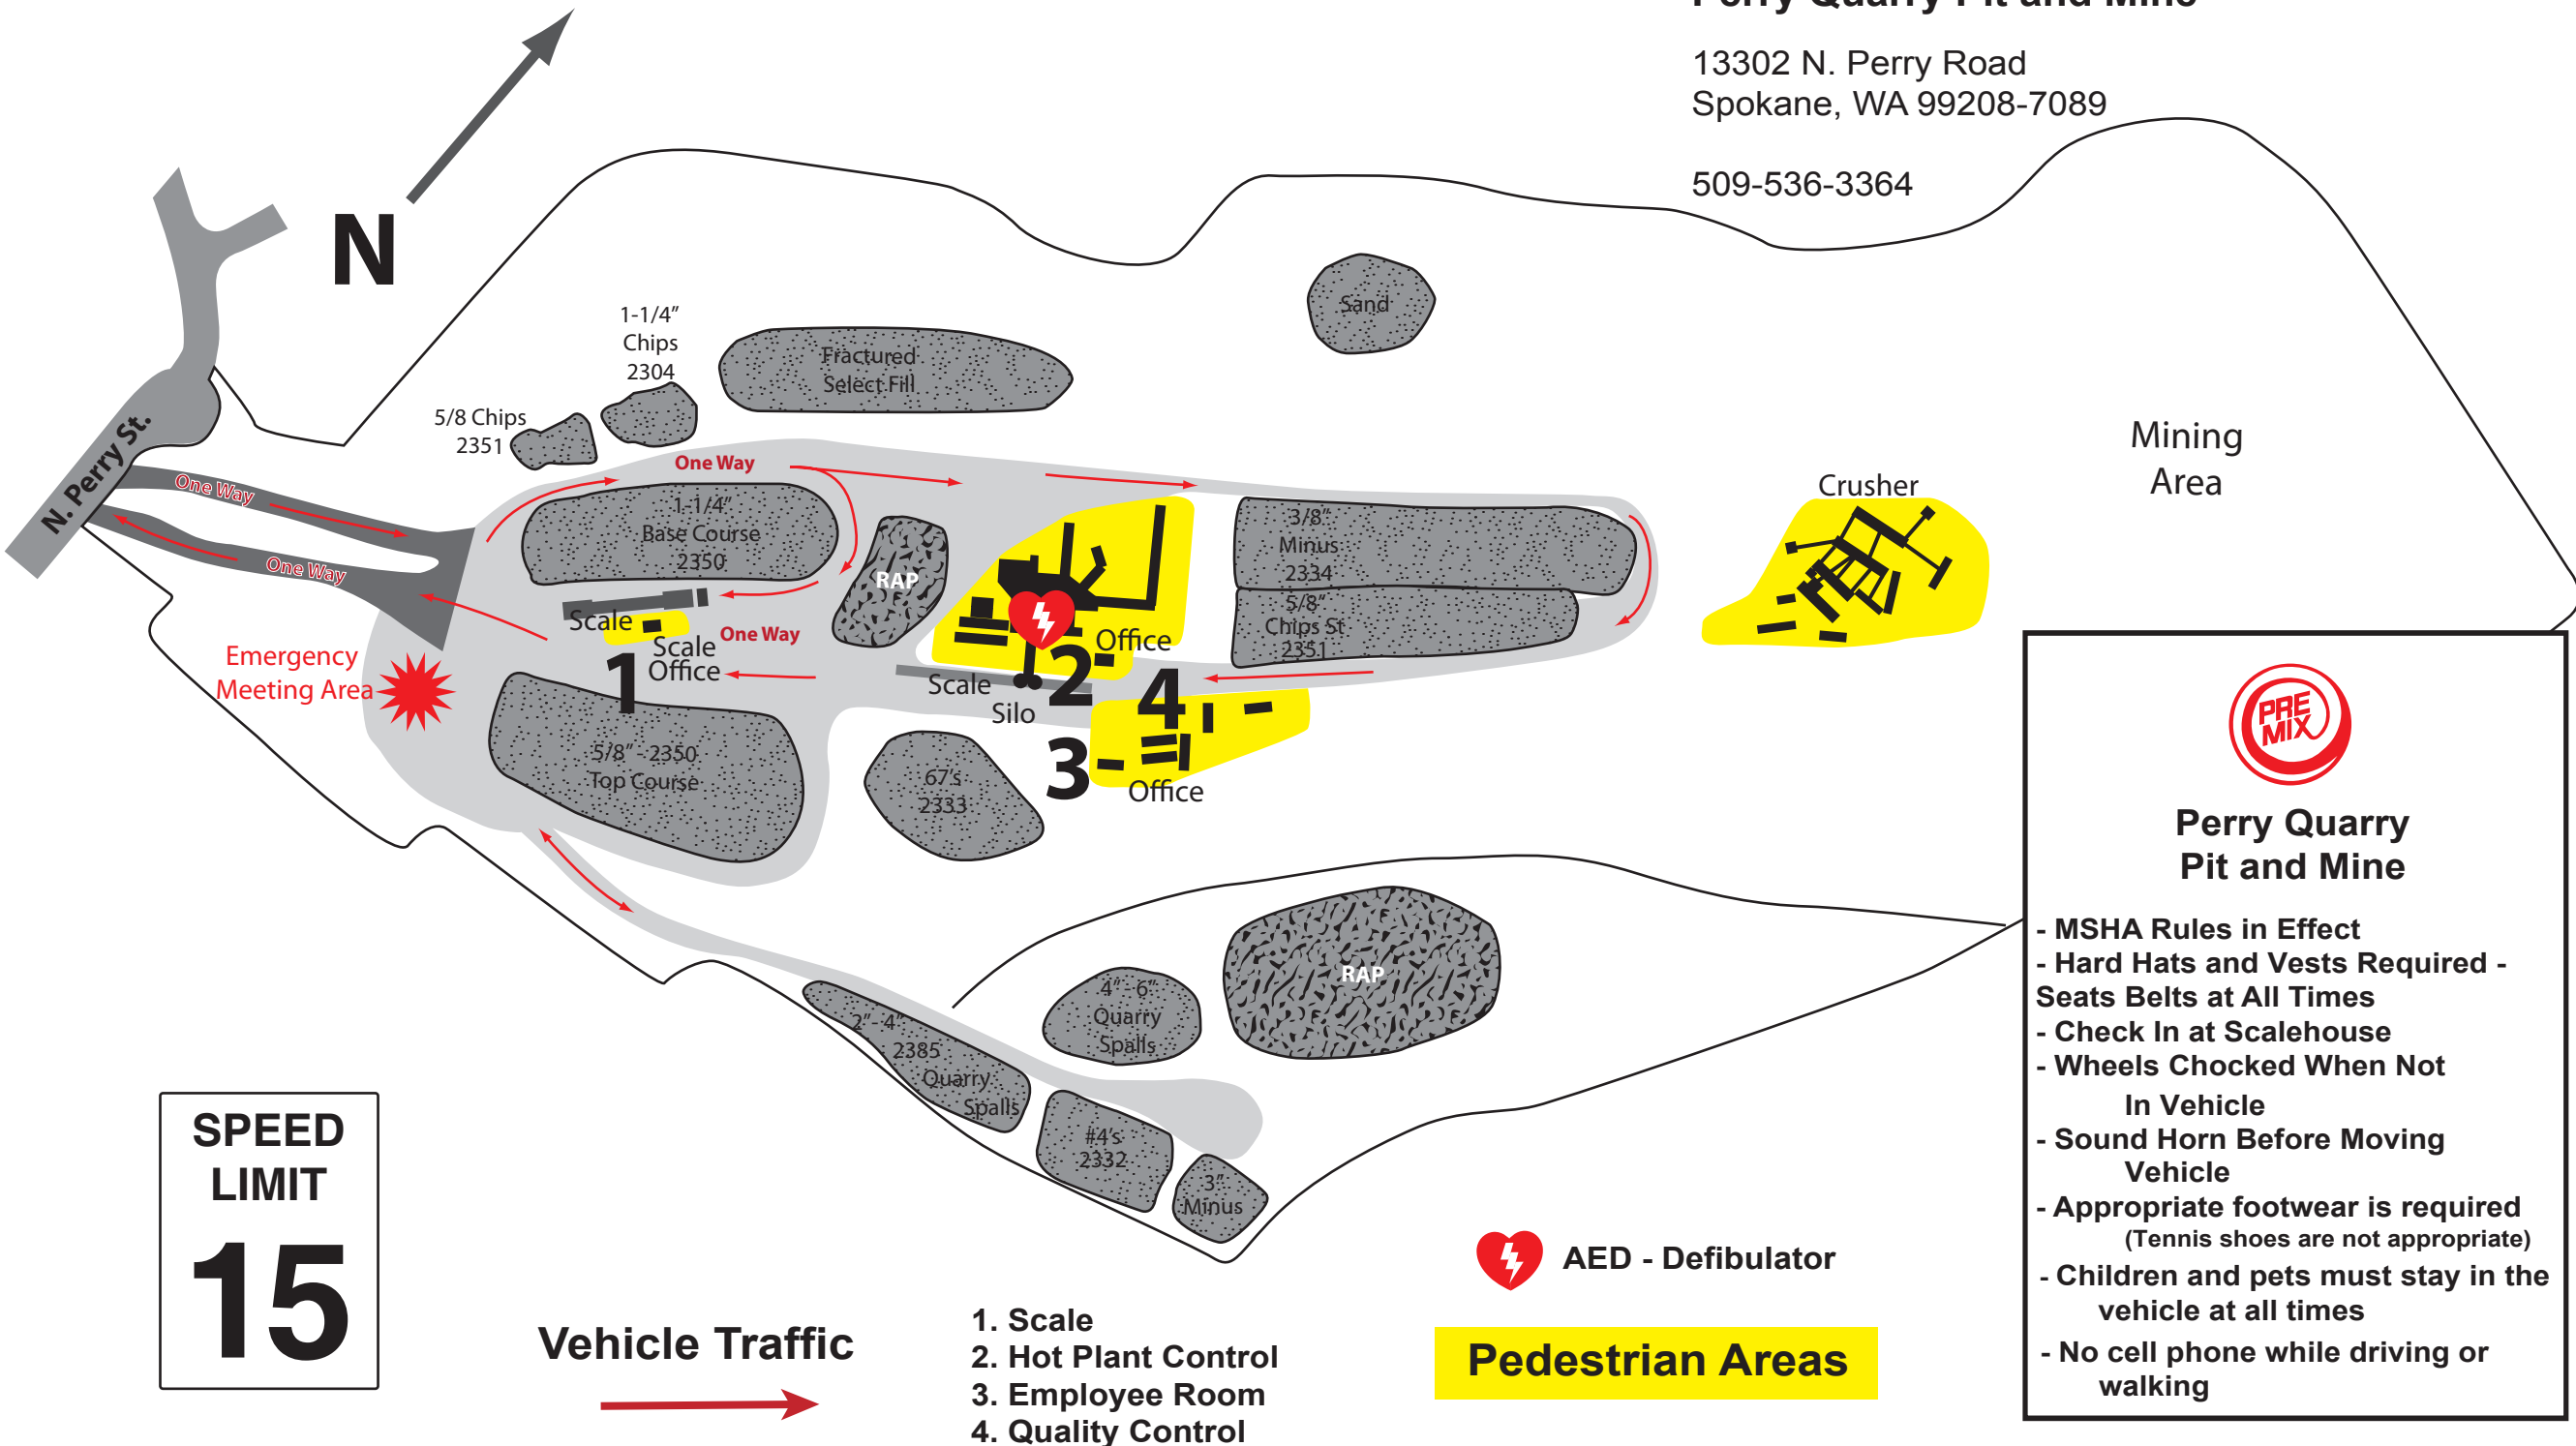 Perry Quarry Pit and Mine
13302 N. Perry Road
Spokane, WA 99208-7089
509-536-3364
N
N. Perry St.
One Way
One Way
1-1/4”
Chips
2304
5/8 Chips
2351
Fractured
Select Fill
Sand
Mining
Area
Crusher
One Way
1-1/4”
Base Course
2350
RAP
3/8”
Minus
2334
5/8”
Chips St
2351
Scale
Scale
Office
1
One Way
Office
2
4
Scale
Silo
3
Office
Emergency
Meeting Area
5/8” - 2350
Top Course
67's
2333
RAP
4” - 6”
Quarry
Spalls
2” - 4”
2385
Quarry
Spalls
#4's
2332
3”
Minus
SPEED
LIMIT
15
Vehicle Traffic
1. Scale
2. Hot Plant Control
3. Employee Room
4. Quality Control
AED - Defibulator
Pedestrian Areas
PRE
MIX
Perry Quarry
Pit and Mine
- MSHA Rules in Effect
- Hard Hats and Vests Required -
Seats Belts at All Times
- Check In at Scalehouse
- Wheels Chocked When Not
In Vehicle
- Sound Horn Before Moving
Vehicle
- Appropriate footwear is required
(Tennis shoes are not appropriate)
- Children and pets must stay in the
vehicle at all times
- No cell phone while driving or
walking